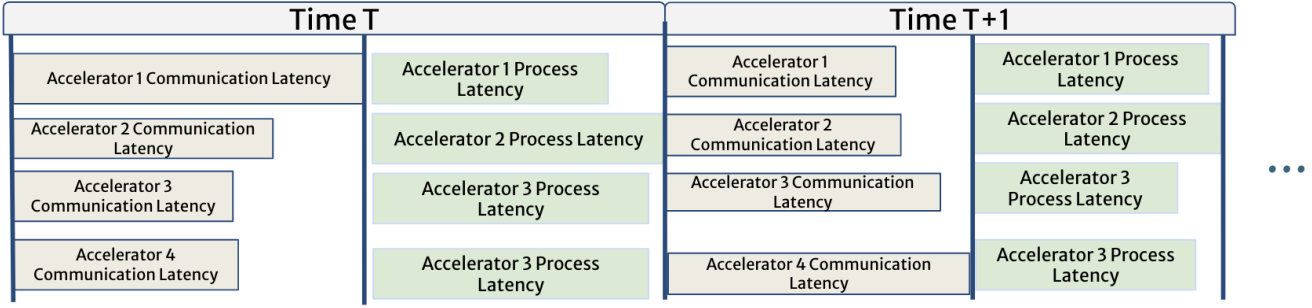 Time T
Time T+1
Accelerator 1 Communication Latency
Accelerator 1 Process
Latency
Accelerator 1
Communication Latency
Accelerator 1 Process
Latency
Accelerator 2 Communication
Latency
Accelerator 2 Process Latency
Accelerator 2
Communication Latency
Accelerator 2 Process
Latency
Accelerator 3
Communication Latency
Accelerator 3 Process
Latency
Accelerator 3 Communication
Latency
Accelerator 3
Process Latency
...
Accelerator 4
Communication Latency
Accelerator 3 Process
Latency
Accelerator 4 Communication
Latency
Accelerator 3 Process
Latency